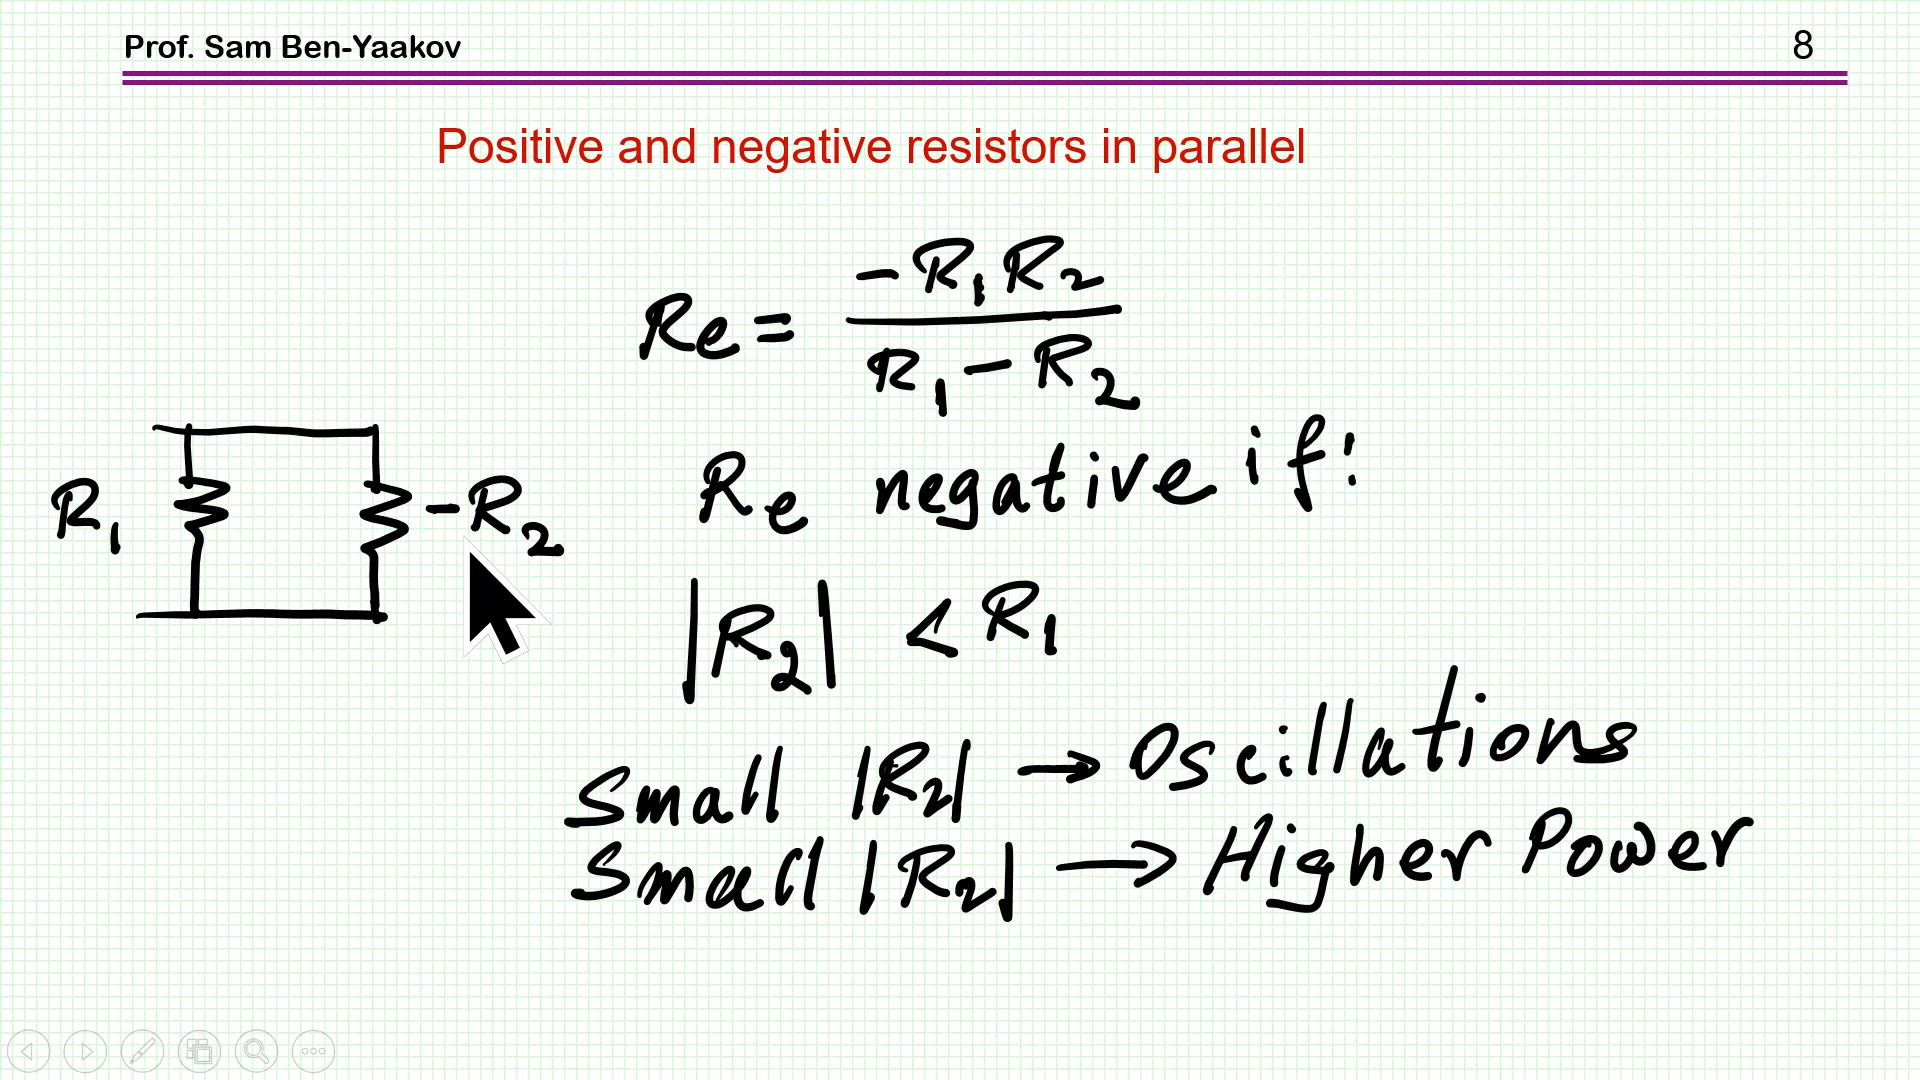 Prof. Sam Ben-Yaakov 8
Positive and negative resistors in parallel
Re = -R₁R₂ / R₁-R₂
R₁ -R₂
Re negative if:
|R₂| < R₁
Small |R₂| → Oscillations
Small |R₂| → Higher Power